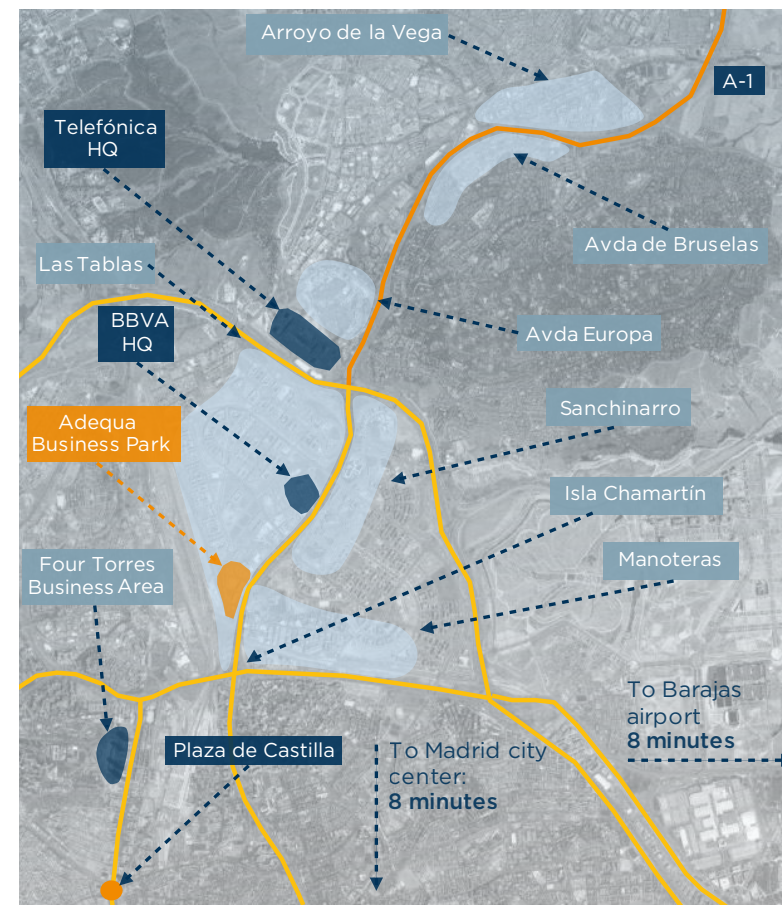 Arroyo de la Vega
A-1
Telefónica
HQ
Avda de Bruselas
Las Tablas
BBVA
HQ
Avda Europa
Sanchinarro
Adequa
Business Park
Isla Chamartín
Manoteras
Four Torres
Business Area
To Barajas
airport
8 minutes
Plaza de Castilla
To Madrid city
center:
8 minutes